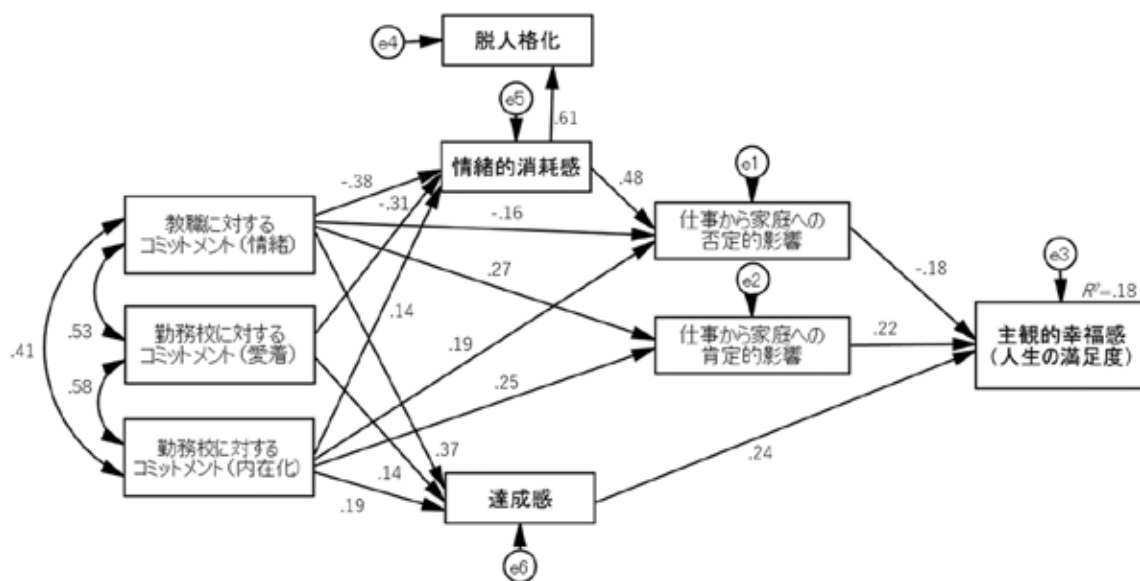 e4
脱人格化
e5
.61
情緒的消耗感
e1
-.38
.48
-.31
教職に対する
コミットメント(情緒)
-.16
仕事から家庭への
否定的影響
e3
.27
e2
-.18
R²=.18
.14
.53
勤務校に対する
コミットメント(愛着)
.19
仕事から家庭への
肯定的影響
.22
主観的幸福感
(人生の満足度)
.41
.58
.25
勤務校に対する
コミットメント(内在化)
.37
.24
.14
.19
達成感
e6